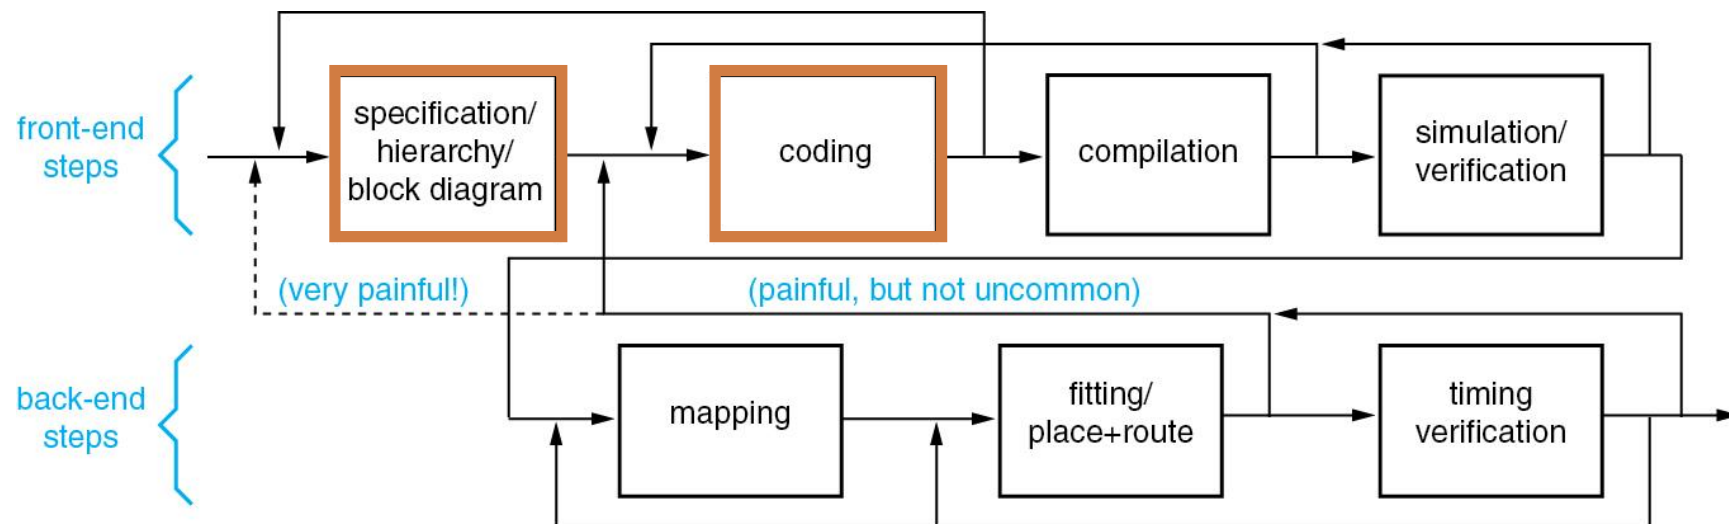 front-end
steps
specification/
hierarchy/
block diagram
coding
compilation
simulation/
verification
(very painful!)
(painful, but not uncommon)
back-end
steps
mapping
fitting/
place+route
timing
verification